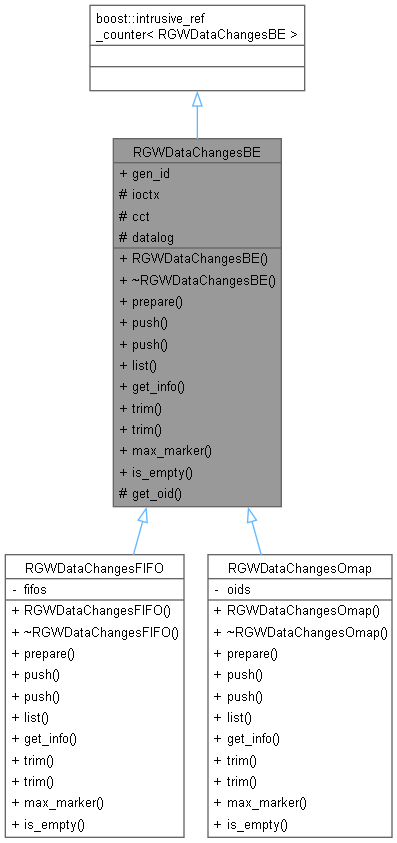 boost::intrusive_ref
_counter< RGWDataChangesBE >
RGWDataChangesBE
+ gen_id
# ioctx
# cct
# datalog
+ RGWDataChangesBE()
+ ~RGWDataChangesBE()
+ prepare()
+ push()
+ push()
+ list()
+ get_info()
+ trim()
+ trim()
+ max_marker()
+ is_empty()
# get_oid()
RGWDataChangesFIFO
- fifos
+ RGWDataChangesFIFO()
+ ~RGWDataChangesFIFO()
+ prepare()
+ push()
+ push()
+ list()
+ get_info()
+ trim()
+ trim()
+ max_marker()
+ is_empty()
RGWDataChangesOmap
- oids
+ RGWDataChangesOmap()
+ ~RGWDataChangesOmap()
+ prepare()
+ push()
+ push()
+ list()
+ get_info()
+ trim()
+ trim()
+ max_marker()
+ is_empty()